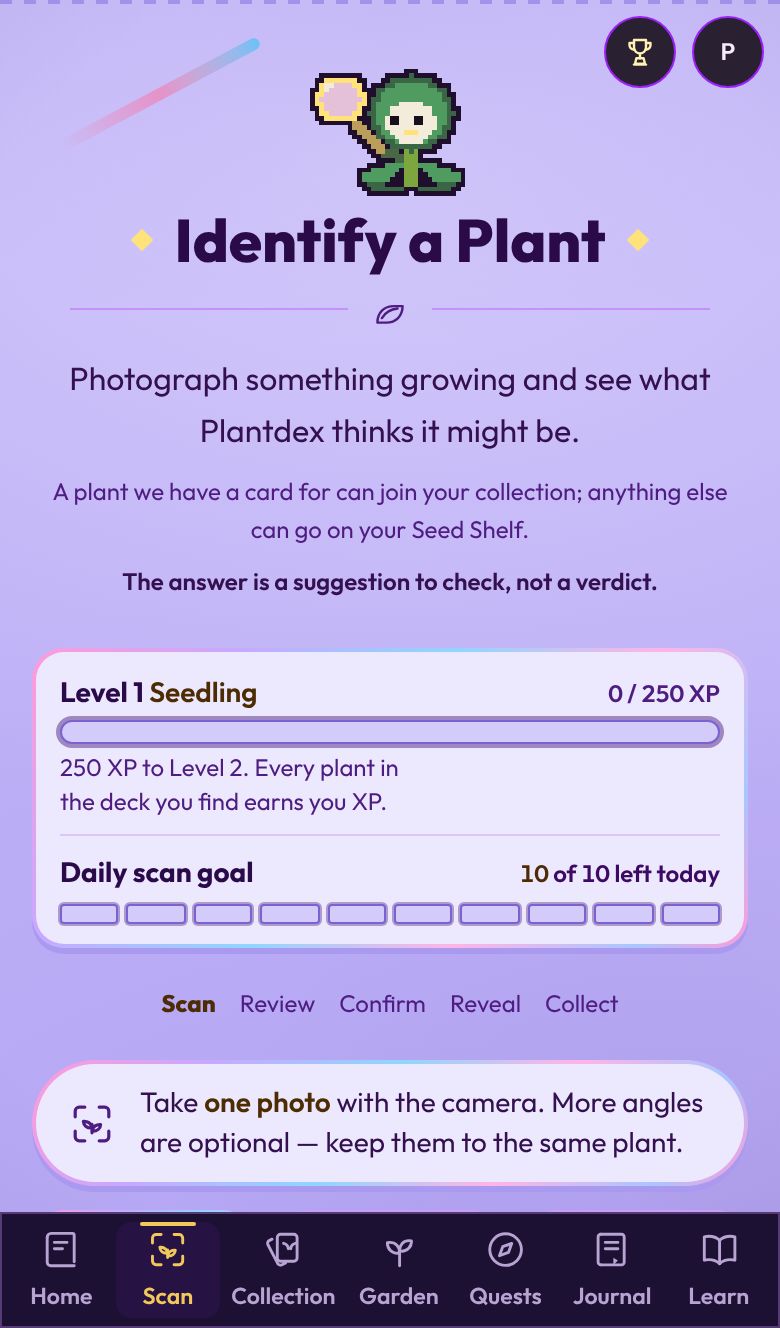 P
Identify a Plant
Photograph something growing and see what
Plantdex thinks it might be.
A plant we have a card for can join your collection; anything else
can go on your Seed Shelf.
The answer is a suggestion to check, not a verdict.
Level 1 Seedling
0 / 250 XP
250 XP to Level 2. Every plant in
the deck you find earns you XP.
Daily scan goal
10 of 10 left today
Scan Review Confirm Reveal Collect
Take one photo with the camera. More angles
are optional — keep them to the same plant.
Home Scan Collection Garden Quests Journal Learn